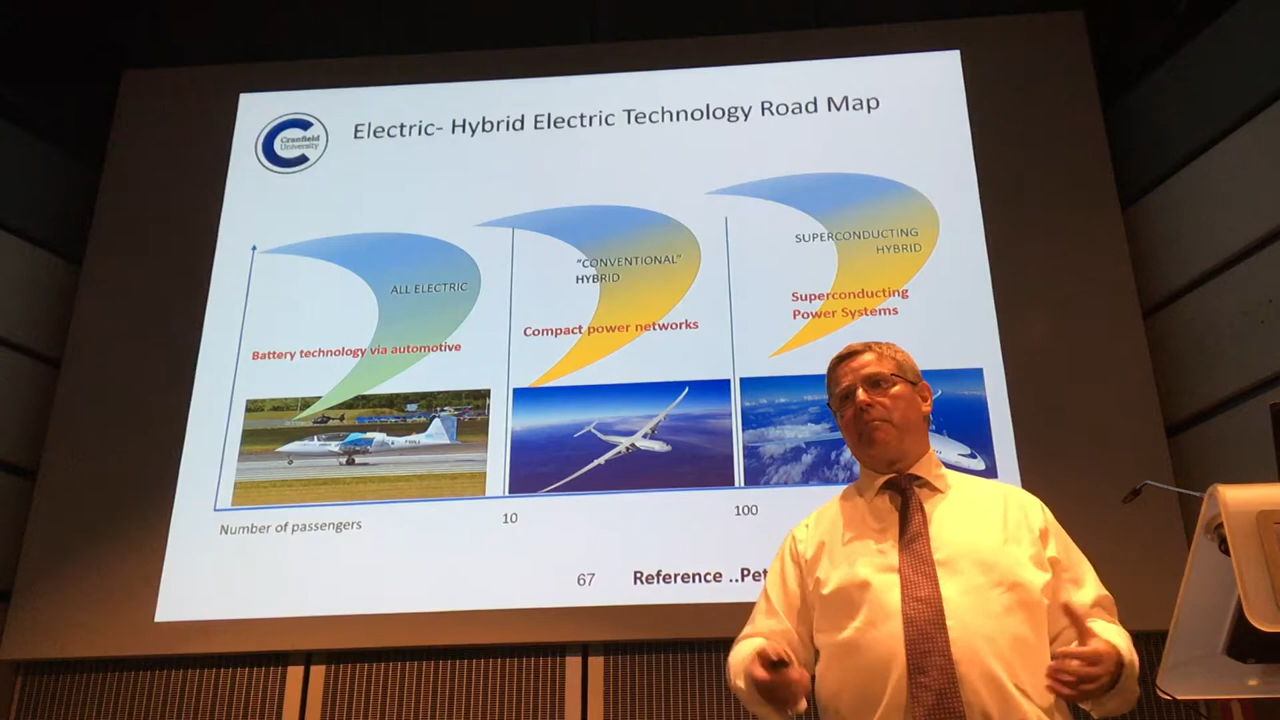 Cranfield
University
Electric- Hybrid Electric Technology Road Map
ALL ELECTRIC
Battery technology via automotive
"CONVENTIONAL"
HYBRID
Compact power networks
SUPERCONDUCTING
HYBRID
Superconducting
Power Systems
Number of passengers
10
100
67
Reference ..Pet